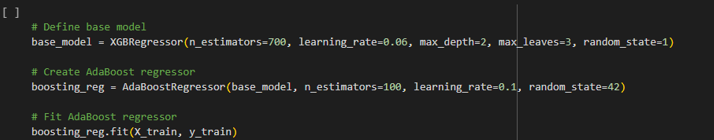 [ ]
# Define base model
base_model = XGBRegressor(n_estimators=700, learning_rate=0.06, max_depth=2, max_leaves=3, random_state=1)
# Create AdaBoost regressor
boosting_reg = AdaBoostRegressor(base_model, n_estimators=100, learning_rate=0.1, random_state=42)
# Fit AdaBoost regressor
boosting_reg.fit(X_train, y_train)